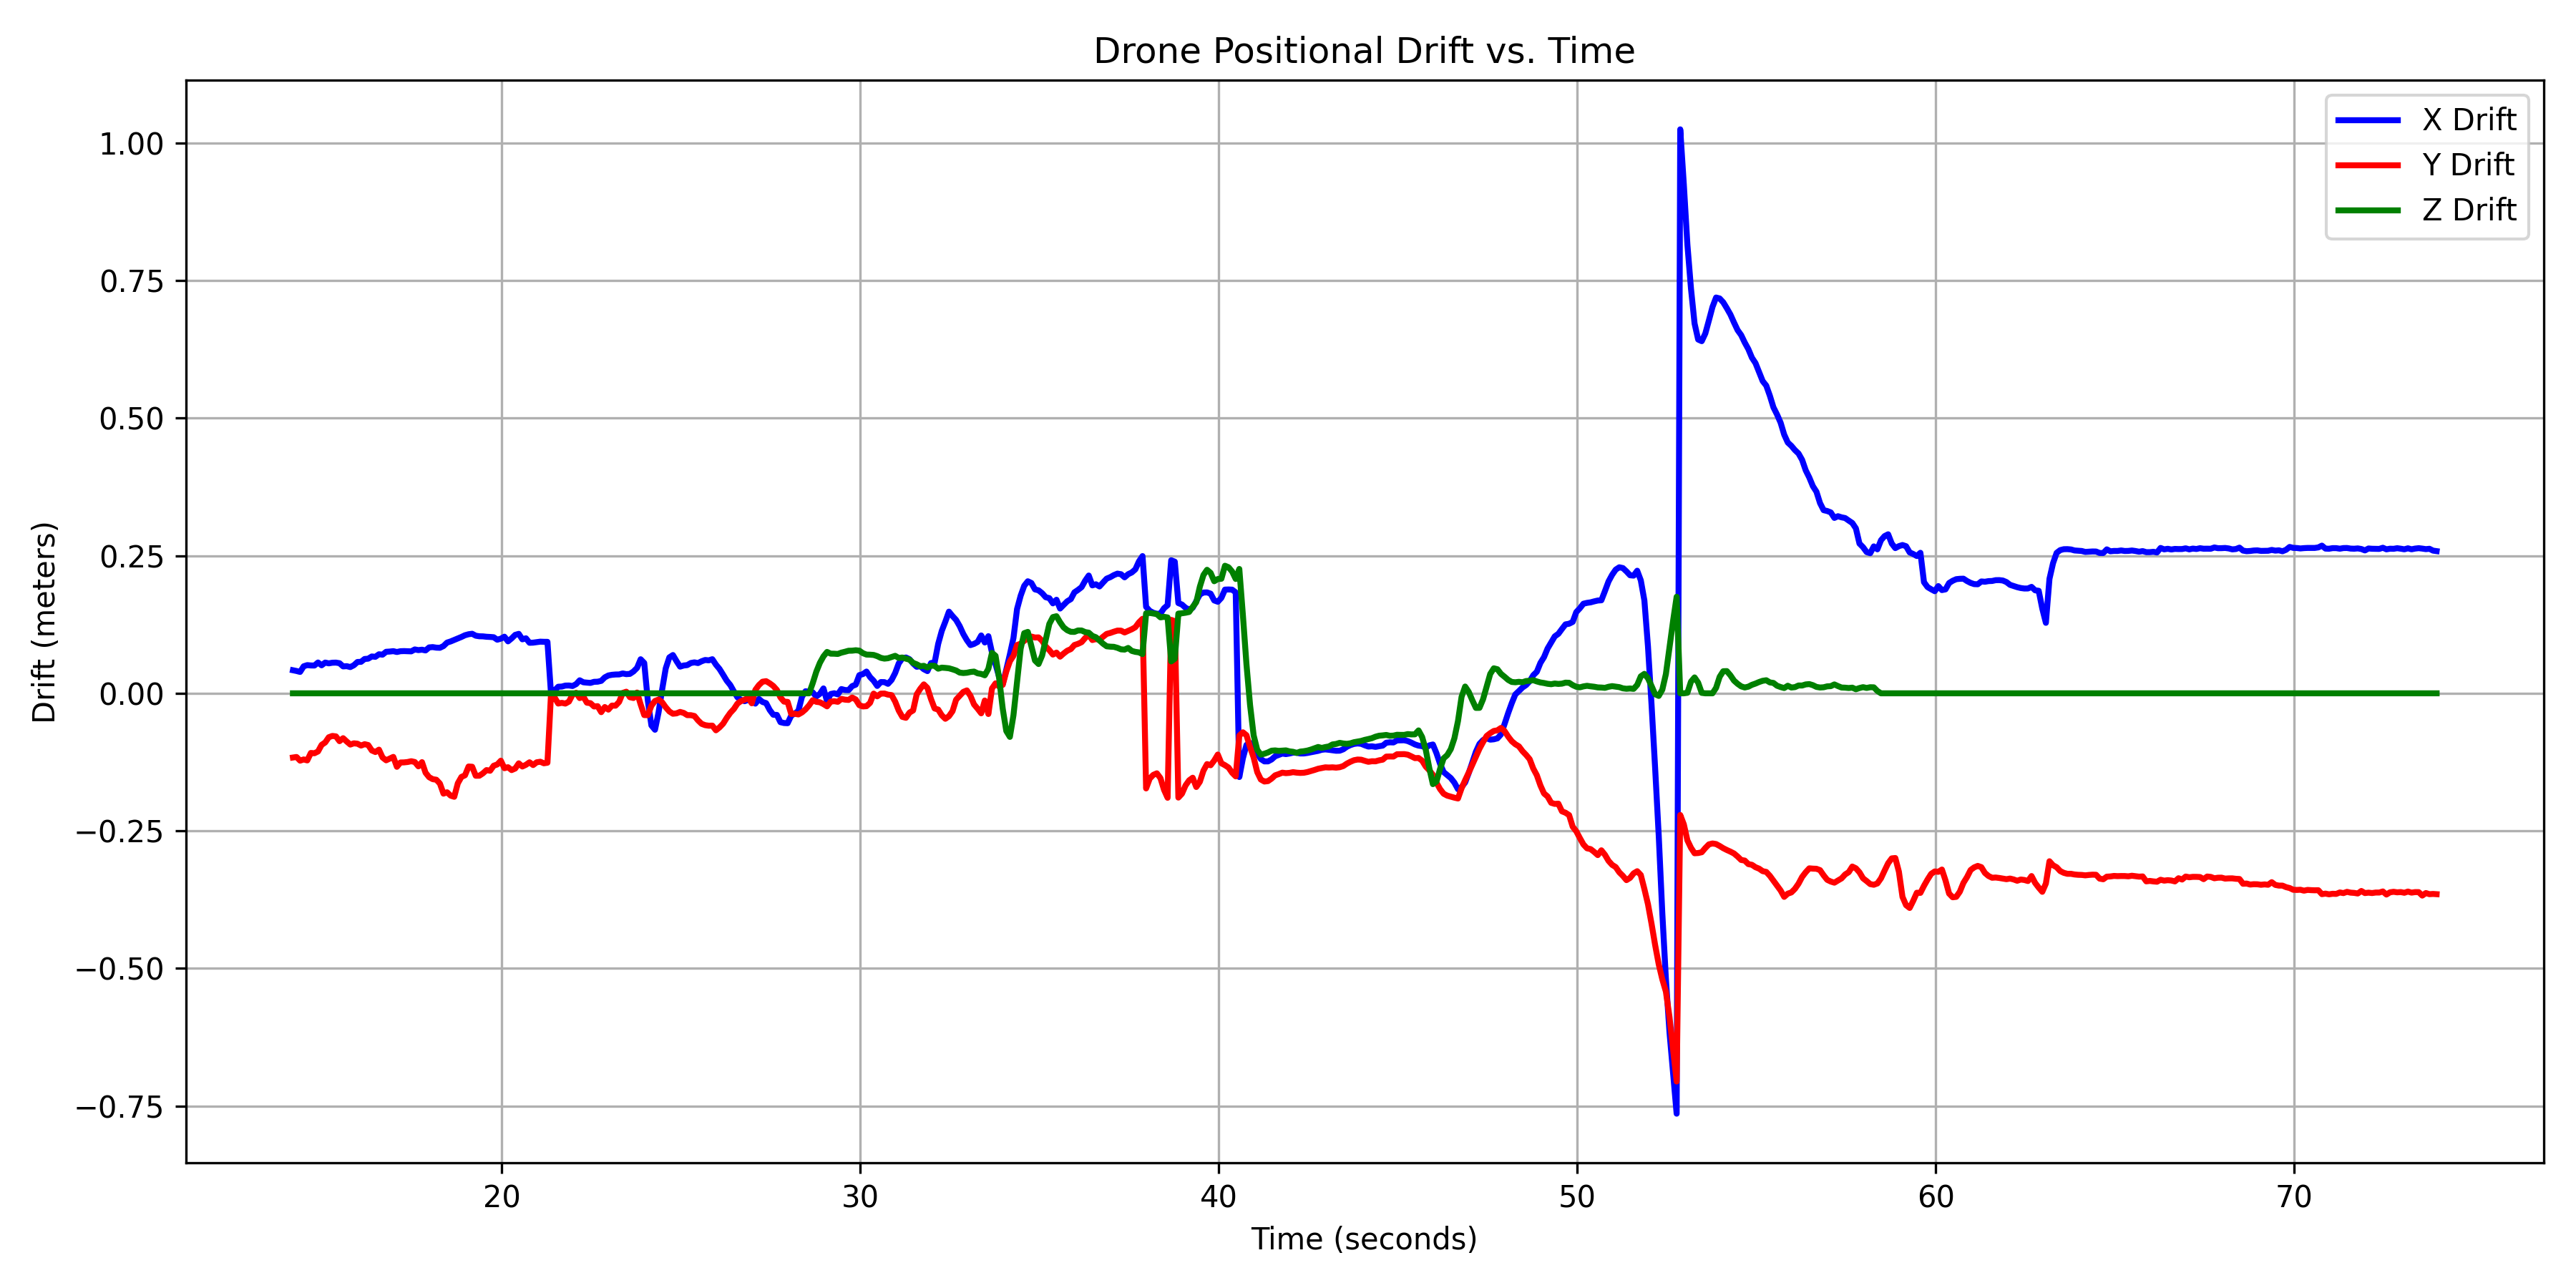 Drone Positional Drift vs. Time
X Drift
Y Drift
Z Drift
1.00
0.75
0.50
0.25
0.00
−0.25
−0.50
−0.75
Drift (meters)
20 30 40 50 60 70
Time (seconds)